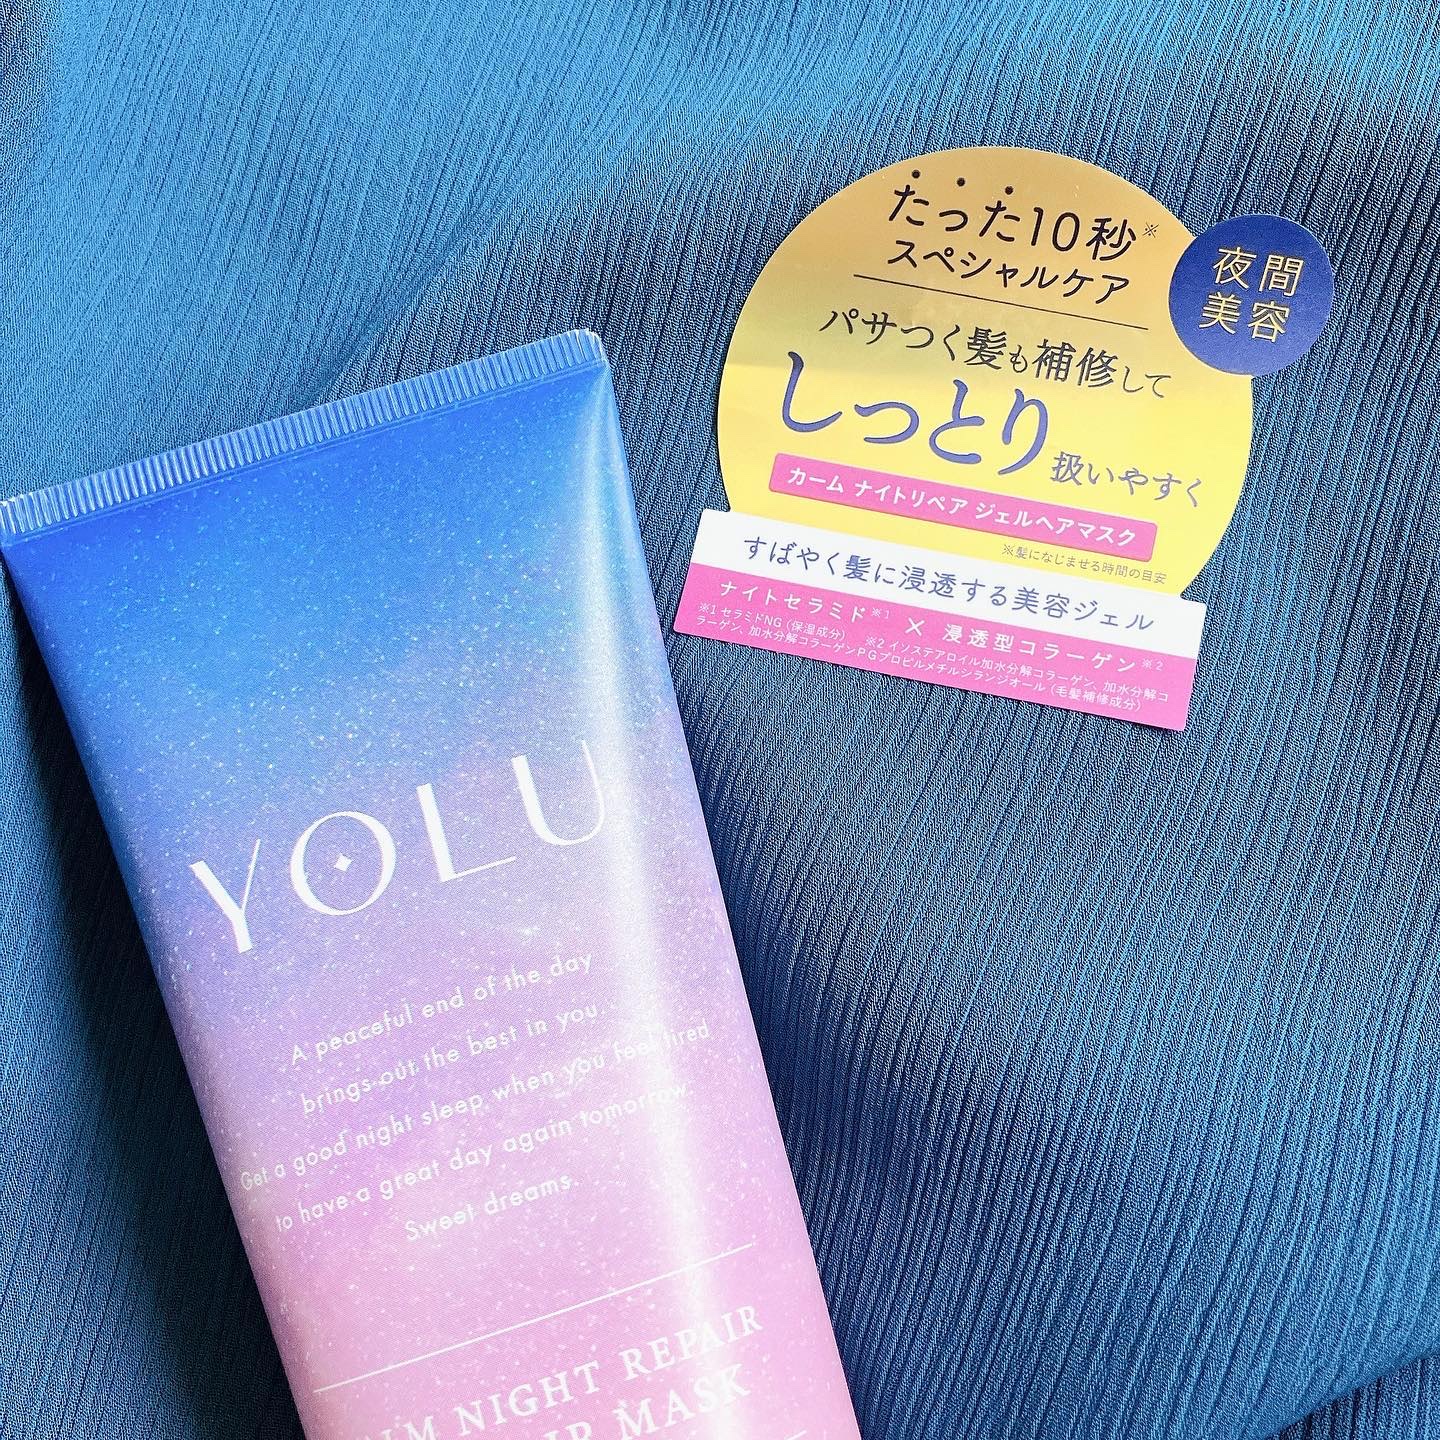 たった10秒※
スペシャルケア
夜間
美容
パサつく髪も補修して
しっとり扱いやすく
カーム ナイトリペア ジェルヘアマスク
※髪になじませる時間の目安
すばやく髪に浸透する美容ジェル
ナイトセラミド※1 × 浸透型コラーゲン※2
※1 セラミドNG (保湿成分) ※2 イソステアロイル加水分解コラーゲン、加水分解コ
ラーゲン、加水分解コラーゲンPGプロピルメチルシランジオール (毛髪補修成分)
YOLU
A peaceful end of the day
brings out the best in you.
Get a good night sleep when you feel tired
to have a great day again tomorrow.
Sweet dreams.
NIGHT REPAIR
MASK